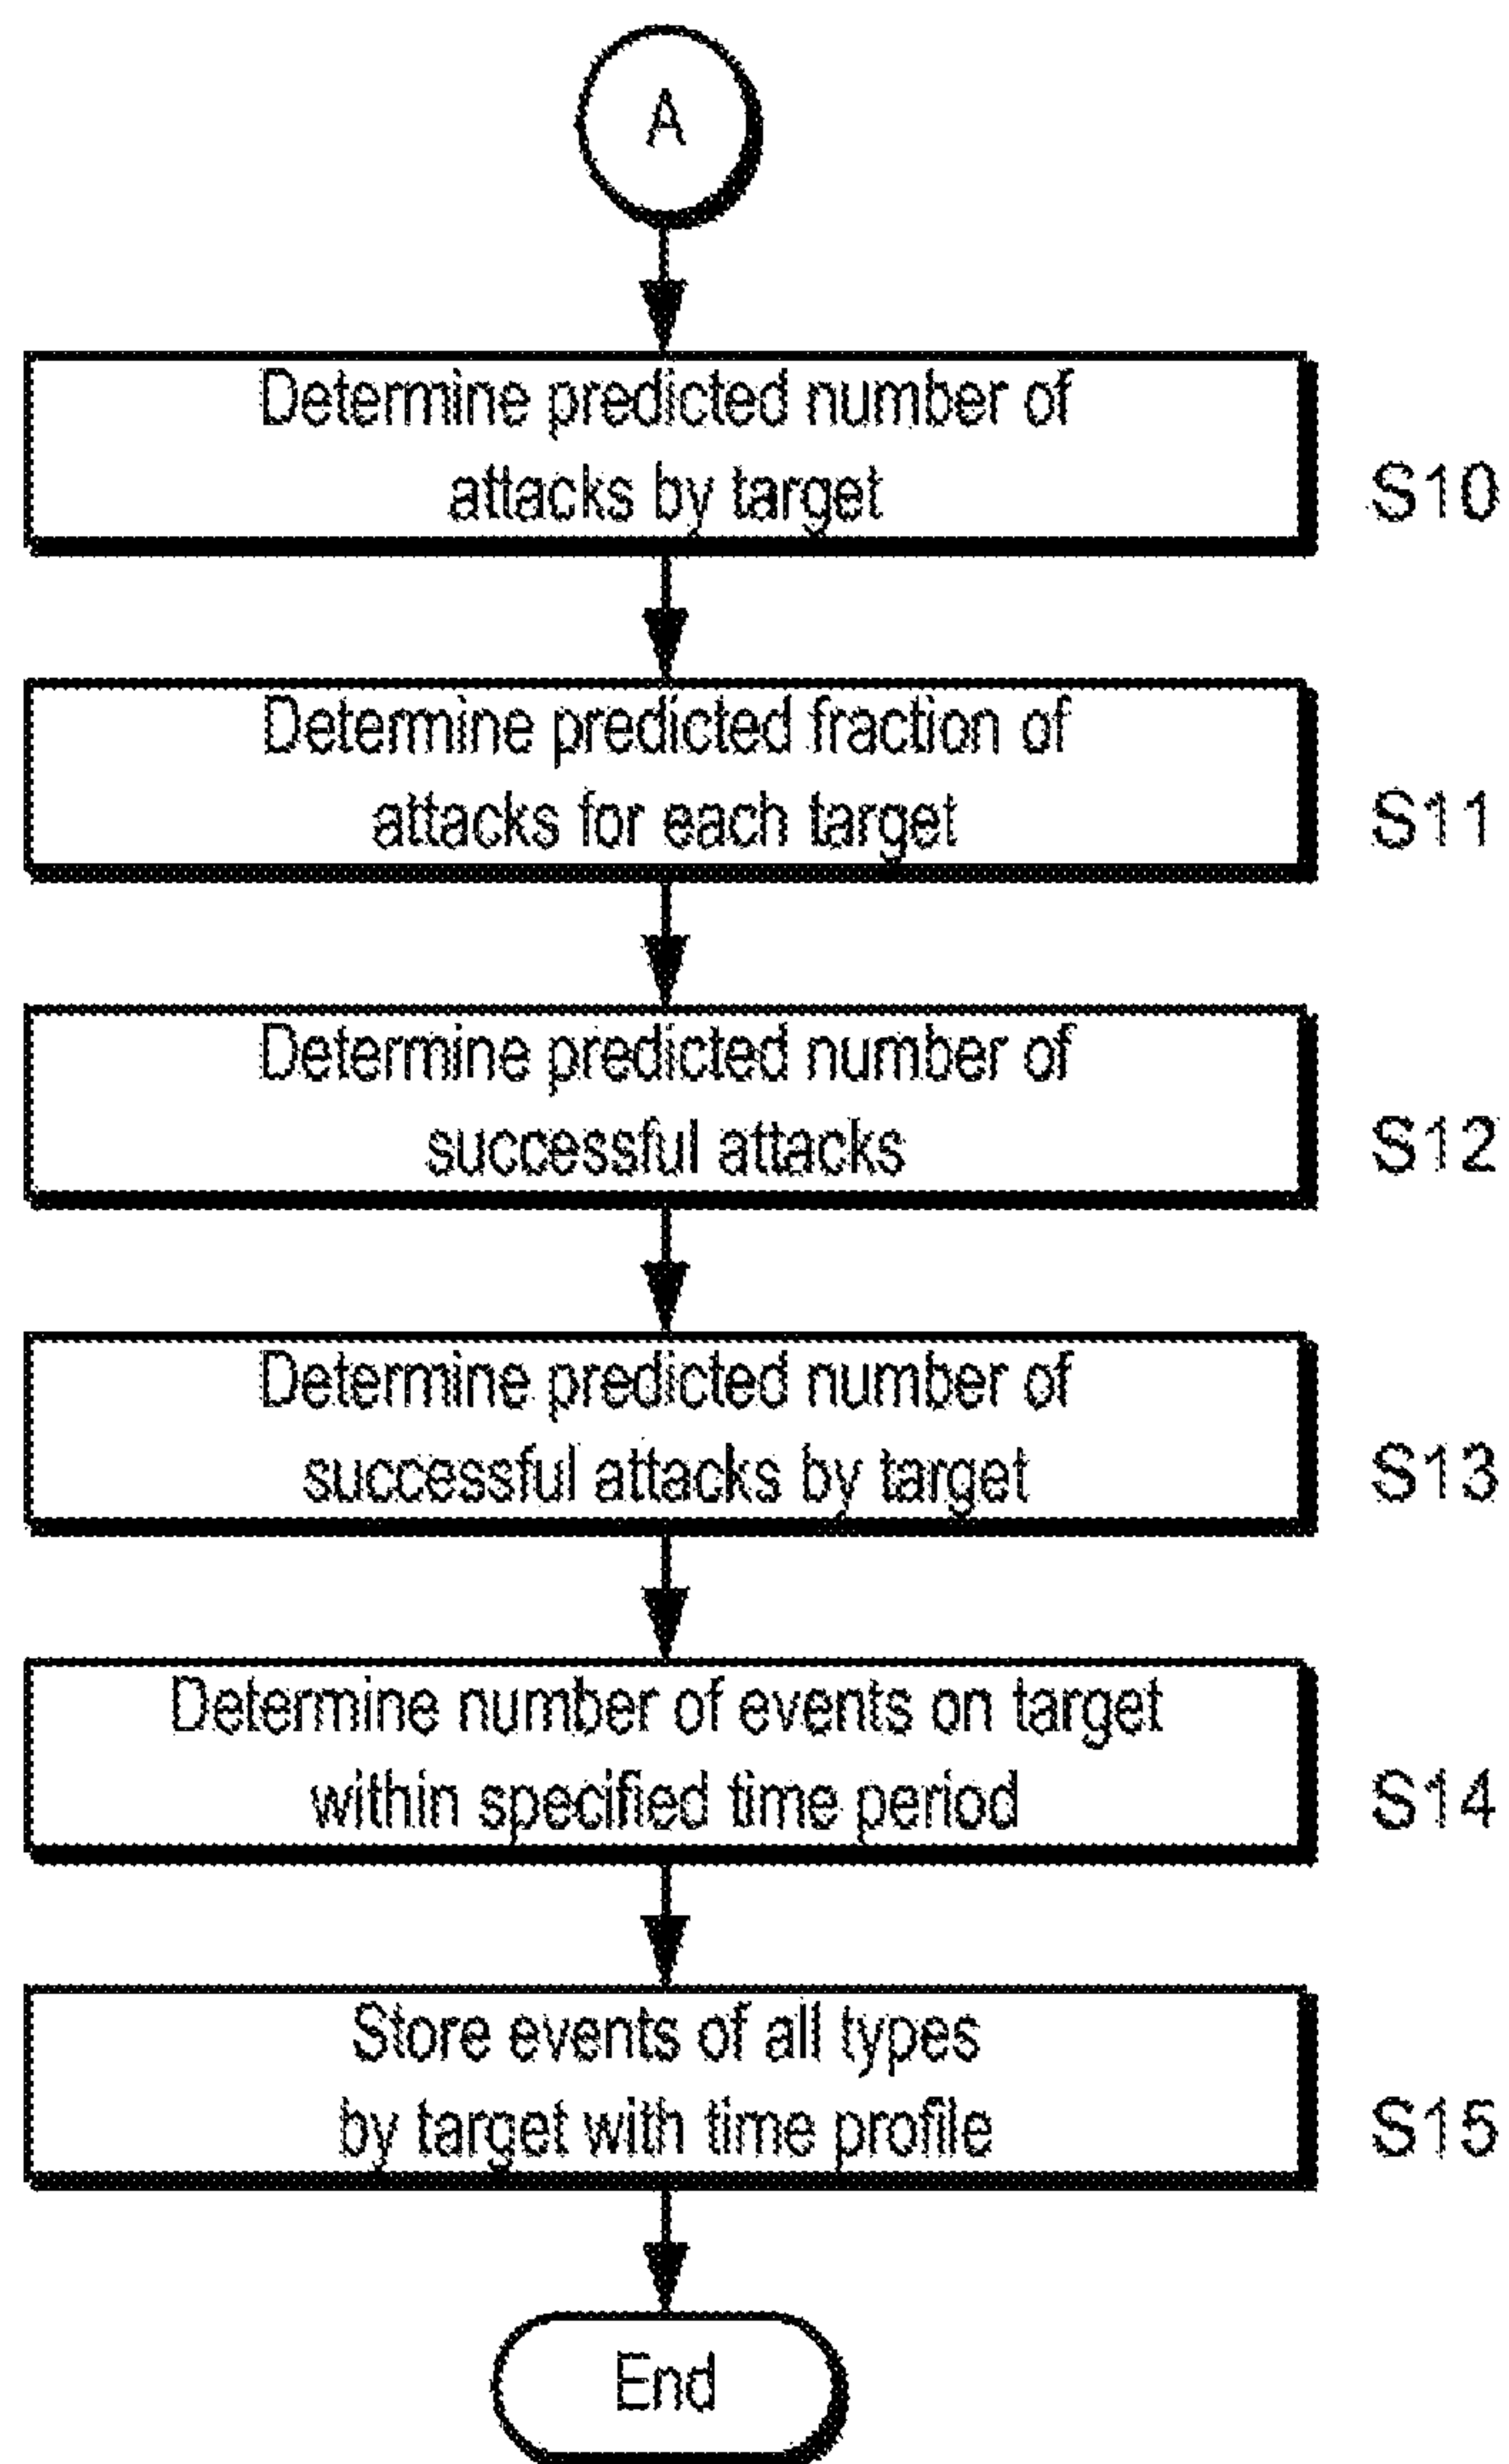 A
Determine predicted number of
attacks by target
S10
Determine predicted fraction of
attacks for each target
S11
Determine predicted number of
successful attacks
S12
Determine predicted number of
successful attacks by target
S13
Determine number of events on target
within specified time period
S14
Store events of all types
by target with time profile
S15
End